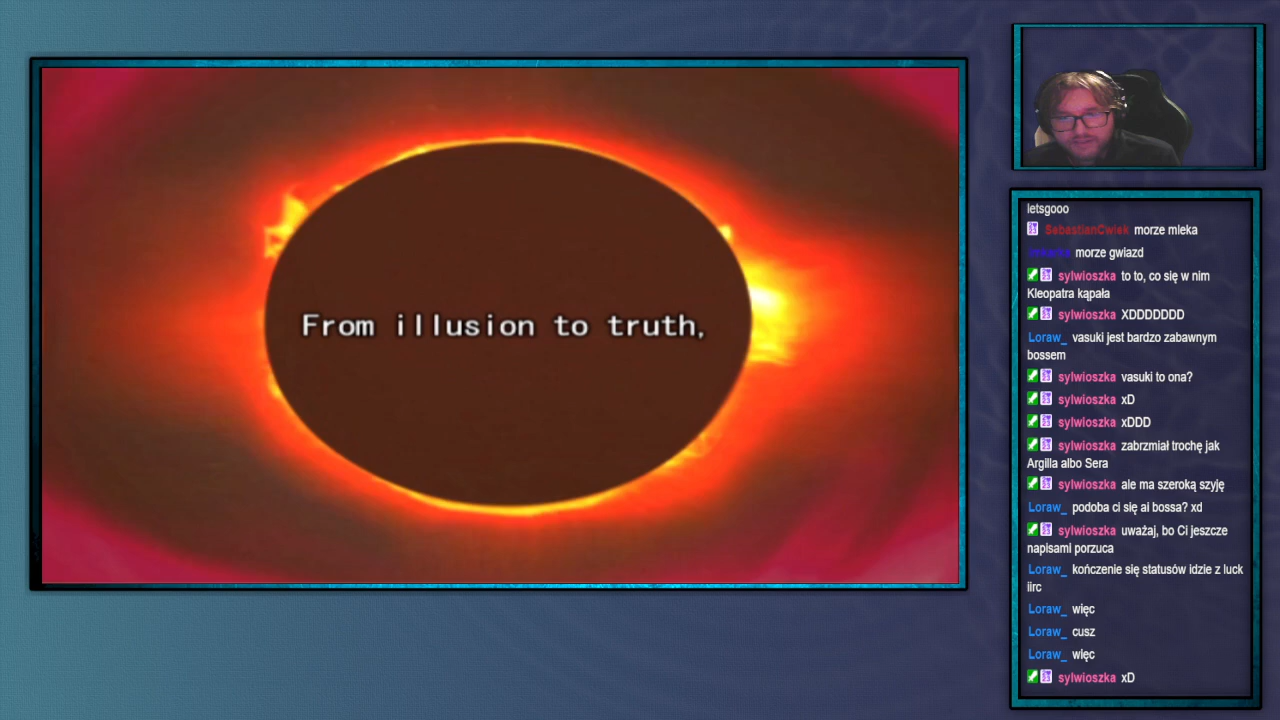 From illusion to truth,
letsgooo
SebastianCwiek morze mleka
morze gwiazd
sylwioszka to to, co się w nim
Kleopatra kąpała
sylwioszka XDDDDDDD
Loraw_ vasuki jest bardzo zabawnym
bossem
sylwioszka vasuki to ona?
sylwioszka xD
sylwioszka xDDD
sylwioszka zabrzmiał trochę jak
Argilla albo Sera
sylwioszka ale ma szeroką szyję
Loraw_ podoba ci się ai bossa? xd
sylwioszka uważaj, bo Ci jeszcze
napisami porzuca
Loraw_ kończenie się statusów idzie z luck
iirc
Loraw_ więc
Loraw_ cusz
Loraw_ więc
sylwioszka xD